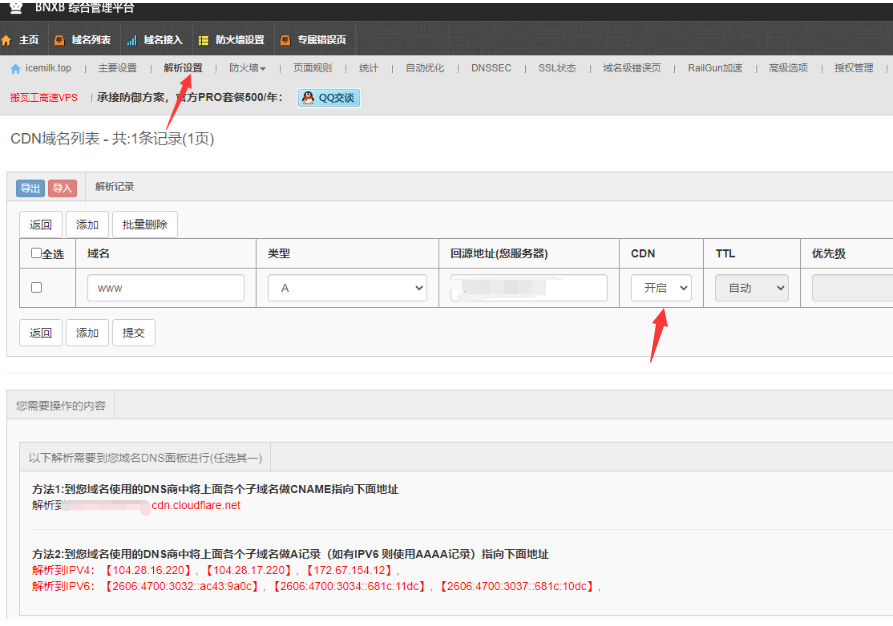 BNXB 综合管理平台
主页 域名列表 域名接入 防火墙设置 专属错误页
icemilk.top | 主要设置 | 解析设置 | 防火墙 | 页面规则 | 统计 | 自动优化 | DNSSEC | SSL状态 | 域名级错误页 | RailGun加速 | 高级选项 | 授权管理 |
搬瓦工高速VPS | 承接防御方案，官方PRO套餐500/年： QQ交谈
CDN域名列表 - 共:1条记录(1页)
导出 导入 解析记录
返回 添加 批量删除
全选 域名 类型 回源地址(您服务器) CDN TTL 优先级
www A 开启 自动
返回 添加 提交
您需要操作的内容
以下解析需要到您域名DNS面板进行(任选其一)
方法1:到您域名使用的DNS商中将上面各个子域名做CNAME指向下面地址
解析到 cdn.cloudflare.net
方法2:到您域名使用的DNS商中将上面各个子域名做A记录（如有IPV6 则使用AAAA记录）指向下面地址
解析到IPV4：【104.28.16.220】,【104.28.17.220】,【172.67.154.12】,
解析到IPV6：【2606:4700:3032::ac43:9a0c】,【2606:4700:3034::681c:11dc】,【2606:4700:3037::681c:10dc】,